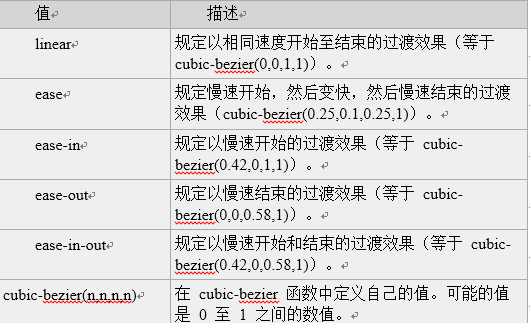 值 描述
linear 规定以相同速度开始至结束的过渡效果（等于
cubic-bezier(0,0,1,1)）。
ease 规定慢速开始，然后变快，然后慢速结束的过渡
效果（cubic-bezier(0.25,0.1,0.25,1)）。
ease-in 规定以慢速开始的过渡效果（等于 cubic-
bezier(0.42,0,1,1)）。
ease-out 规定以慢速结束的过渡效果（等于 cubic-
bezier(0,0,0.58,1)）。
ease-in-out 规定以慢速开始和结束的过渡效果（等于 cubic-
bezier(0.42,0,0.58,1)）。
cubic-bezier(n,n,n,n) 在 cubic-bezier 函数中定义自己的值。可能的值
是 0 至 1 之间的数值。